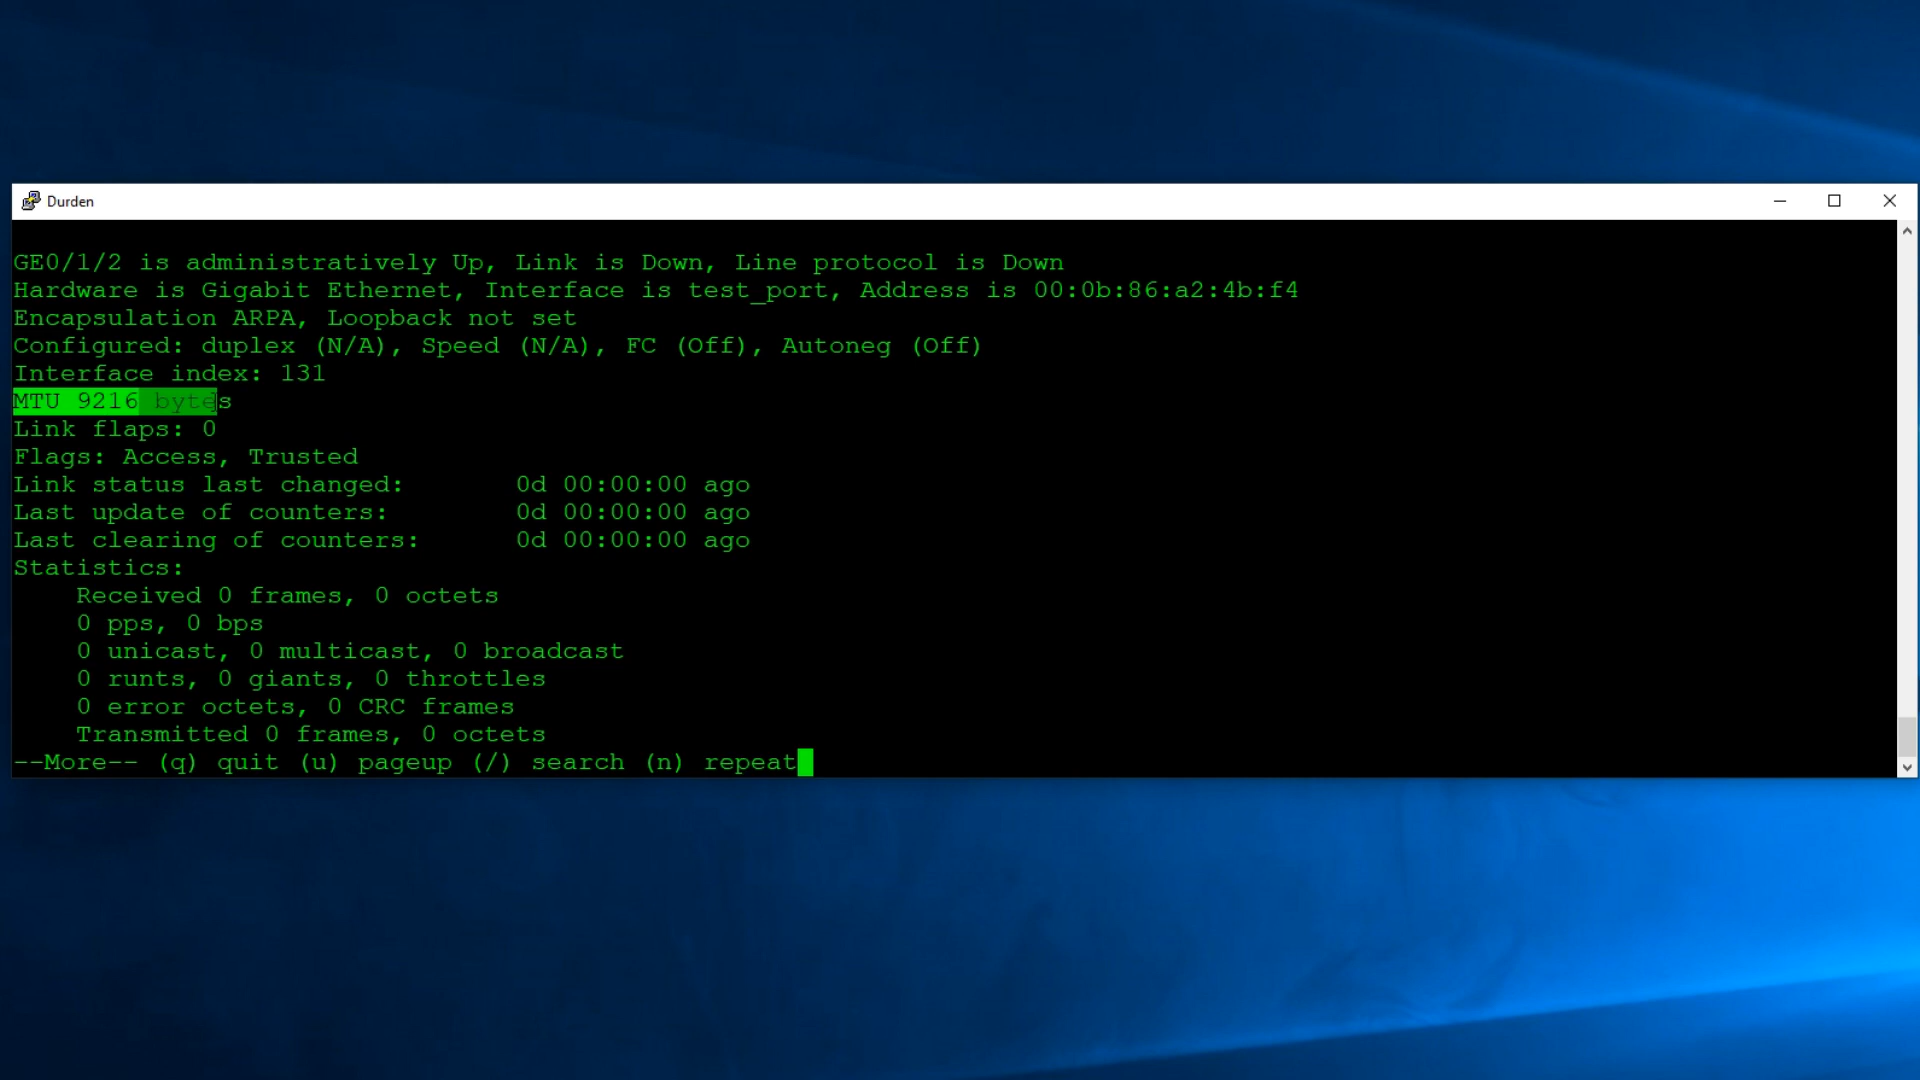 Durden
GE0/1/2 is administratively Up, Link is Down, Line protocol is Down
Hardware is Gigabit Ethernet, Interface is test_port, Address is 00:0b:86:a2:4b:f4
Encapsulation ARPA, Loopback not set
Configured: duplex (N/A), Speed (N/A), FC (Off), Autoneg (Off)
Interface index: 131
MTU 9216 bytes
Link flaps: 0
Flags: Access, Trusted
Link status last changed: 0d 00:00:00 ago
Last update of counters: 0d 00:00:00 ago
Last clearing of counters: 0d 00:00:00 ago
Statistics:
Received 0 frames, 0 octets
0 pps, 0 bps
0 unicast, 0 multicast, 0 broadcast
0 runts, 0 giants, 0 throttles
0 error octets, 0 CRC frames
Transmitted 0 frames, 0 octets
--More-- (q) quit (u) pageup (/) search (n) repeat